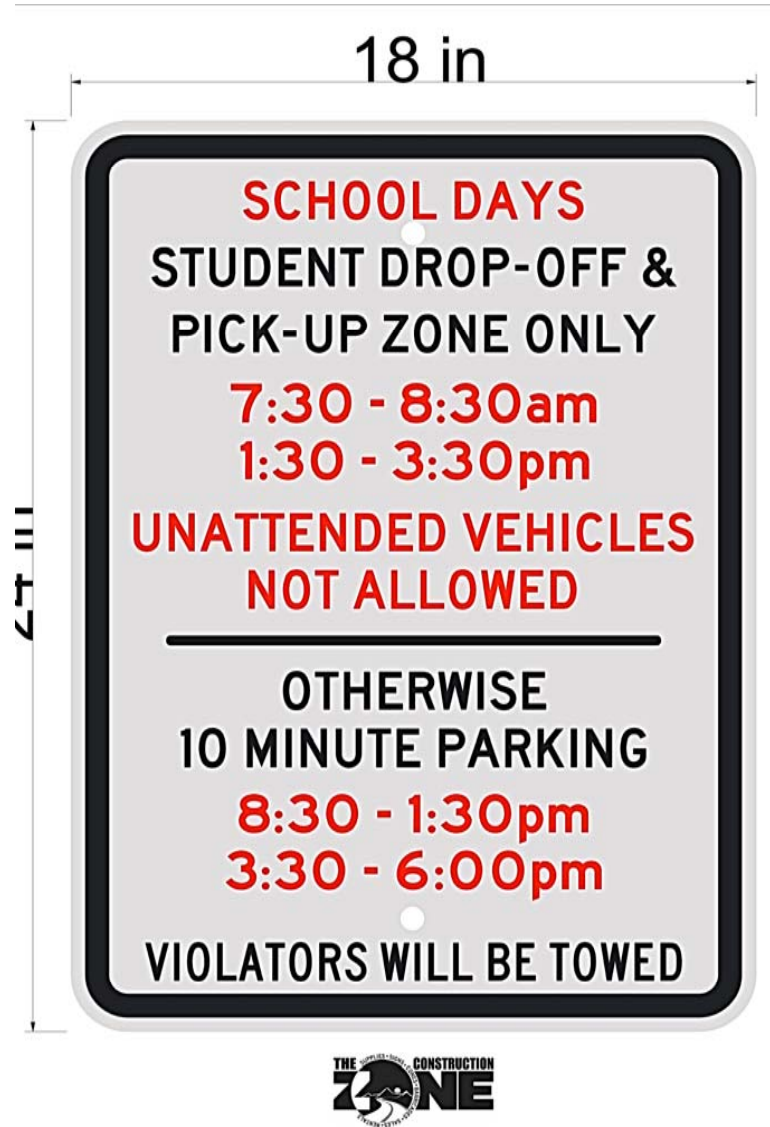 18 in
24 in
SCHOOL DAYS
STUDENT DROP-OFF &
PICK-UP ZONE ONLY
7:30 - 8:30am
1:30 - 3:30pm
UNATTENDED VEHICLES
NOT ALLOWED
OTHERWISE
10 MINUTE PARKING
8:30 - 1:30pm
3:30 - 6:00pm
VIOLATORS WILL BE TOWED
THE CONSTRUCTION
ZONE